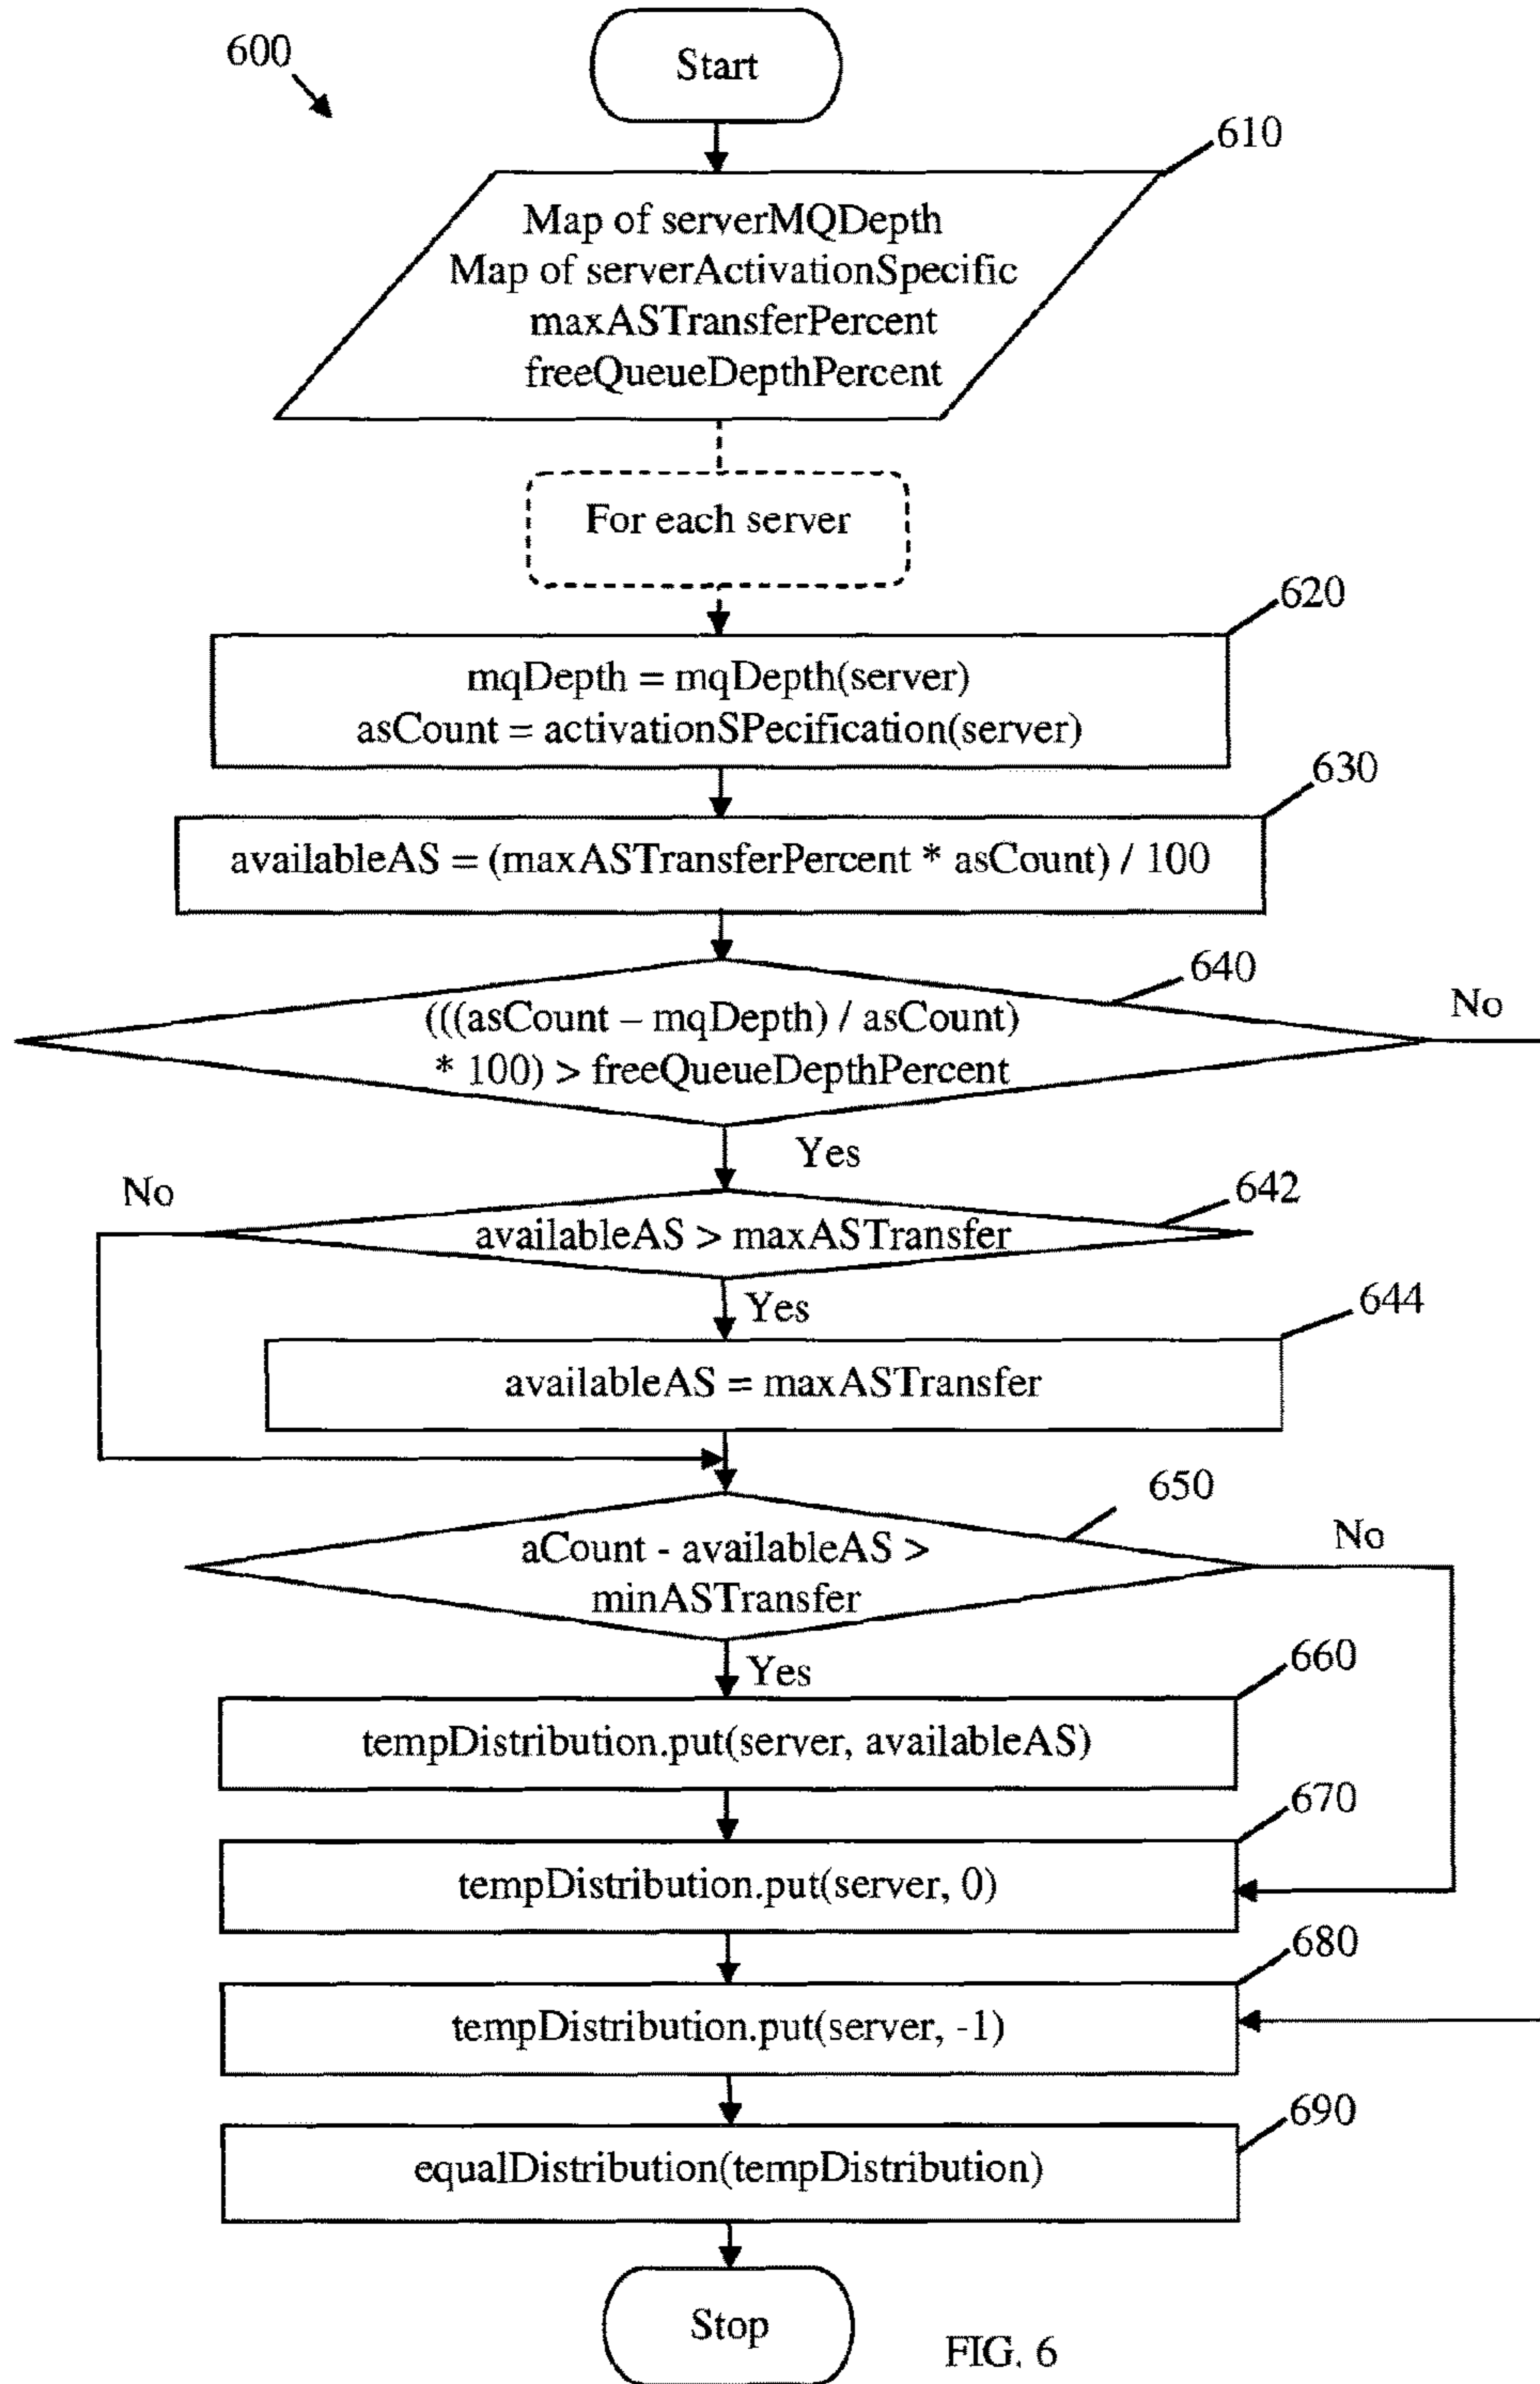 600
Start
610
Map of serverMQDepth
Map of serverActivationSpecific
maxASTransferPercent
freeQueueDepthPercent
For each server
620
mqDepth = mqDepth(server)
asCount = activationSPecification(server)
630
availableAS = (maxASTransferPercent * asCount) / 100
640
No
(((asCount – mqDepth) / asCount)
* 100) > freeQueueDepthPercent
Yes
No
642
availableAS > maxASTransfer
Yes
644
availableAS = maxASTransfer
650
No
aCount - availableAS >
minASTransfer
Yes
660
tempDistribution.put(server, availableAS)
670
tempDistribution.put(server, 0)
680
tempDistribution.put(server, -1)
690
equalDistribution(tempDistribution)
Stop
FIG. 6